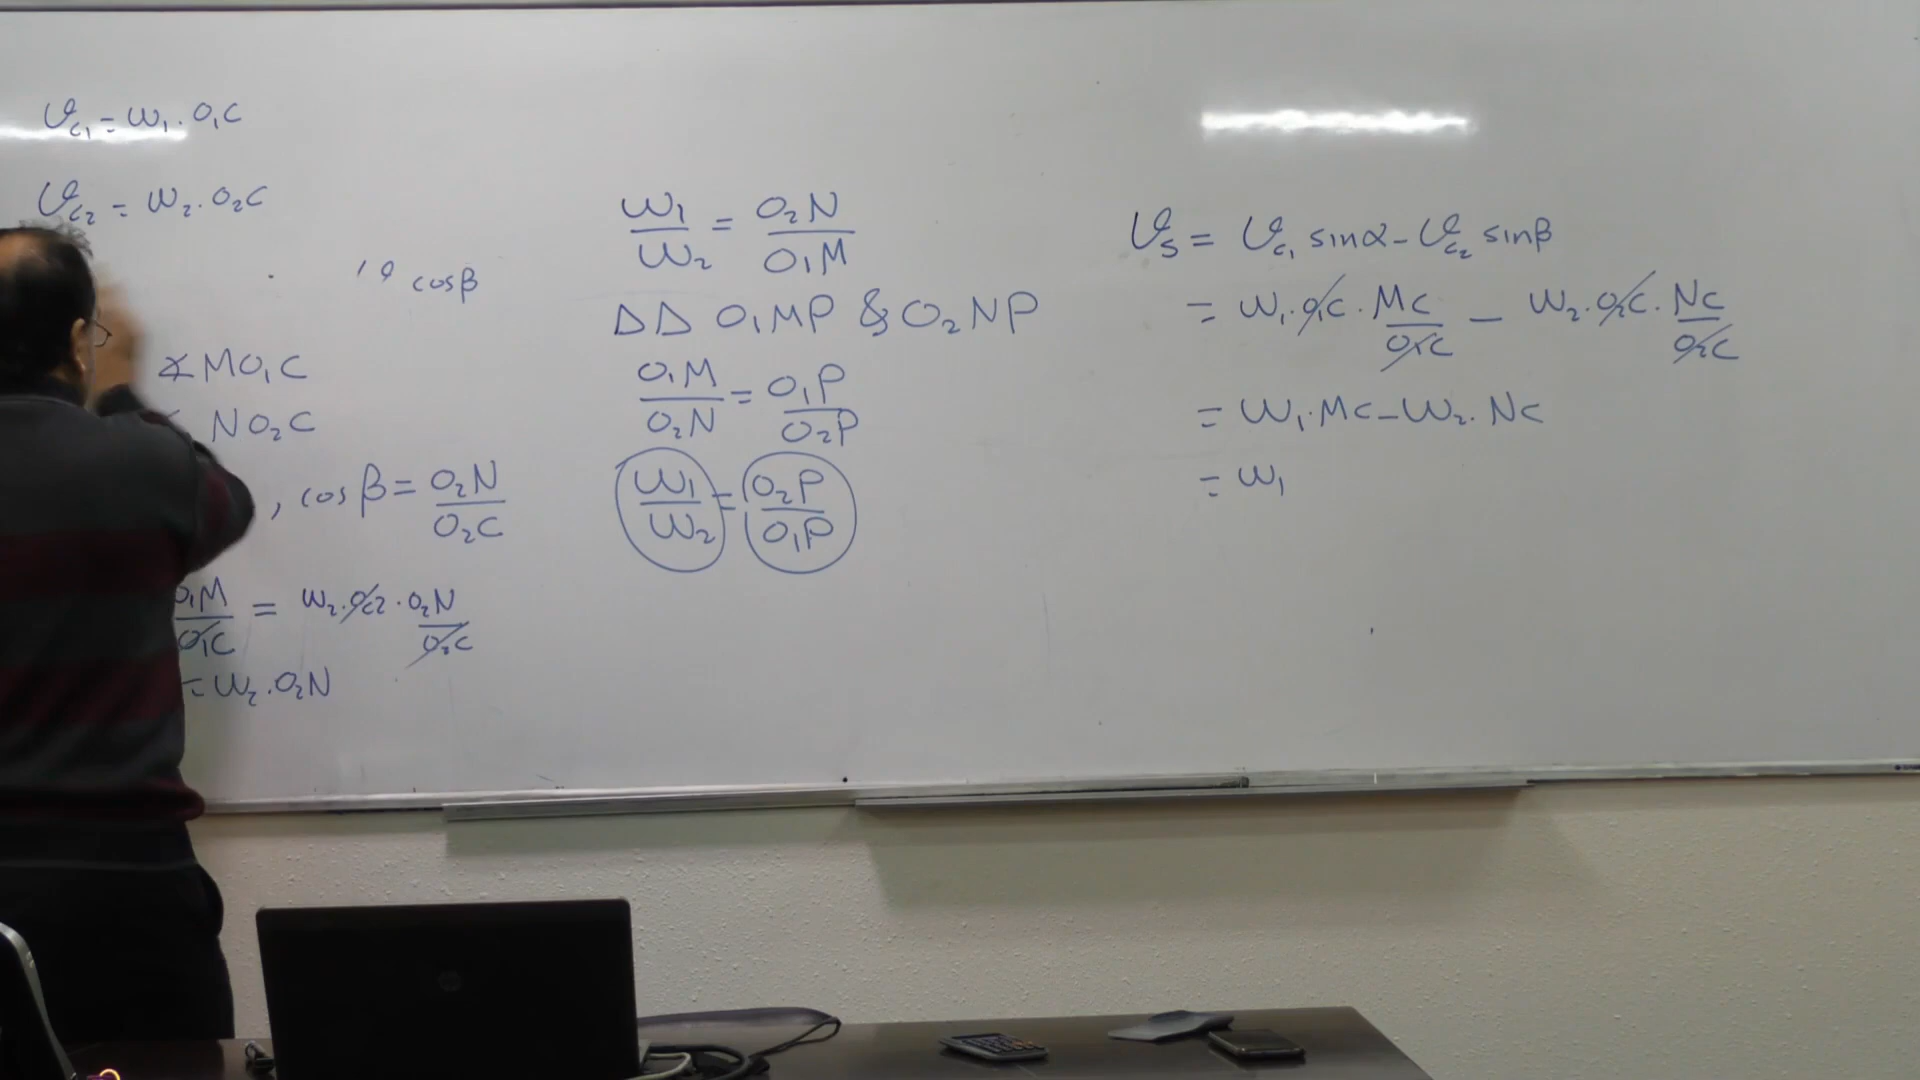 𝒱c₁ = ω₁ · O₁C
𝒱c₂ = ω₂ · O₂C
cosβ
∢ MO₁C
NO₂C
, cosβ = O₂N / O₂C
O₁M / O₁C = ω₂ · O₂C · O₂N / O₂C
= ω₂ · O₂N
ω₁ / ω₂ = O₂N / O₁M
ΔΔ O₁MP & O₂NP
O₁M / O₂N = O₁P / O₂P
ω₁ / ω₂ = O₂P / O₁P
𝒱s = 𝒱c₁ sinα - 𝒱c₂ sinβ
= ω₁ · O₁C · MC / O₁C - ω₂ · O₂C · NC / O₂C
= ω₁ · MC - ω₂ · NC
= ω₁